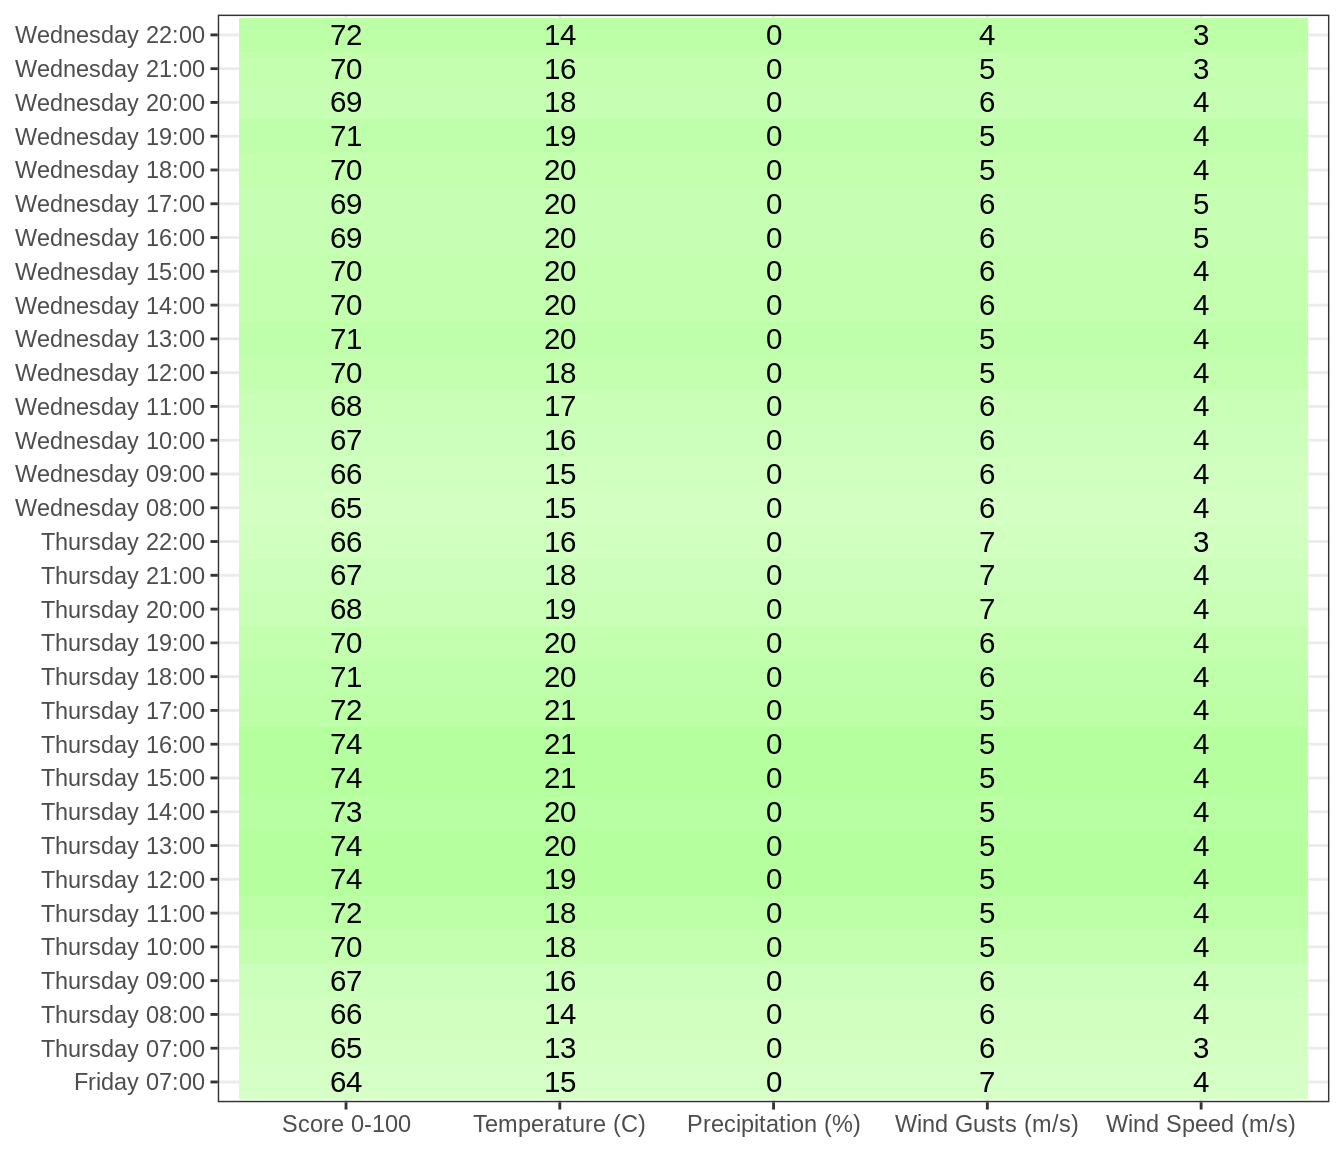 Wednesday 22:00 72 14 0 4 3
Wednesday 21:00 70 16 0 5 3
Wednesday 20:00 69 18 0 6 4
Wednesday 19:00 71 19 0 5 4
Wednesday 18:00 70 20 0 5 4
Wednesday 17:00 69 20 0 6 5
Wednesday 16:00 69 20 0 6 5
Wednesday 15:00 70 20 0 6 4
Wednesday 14:00 70 20 0 6 4
Wednesday 13:00 71 20 0 5 4
Wednesday 12:00 70 18 0 5 4
Wednesday 11:00 68 17 0 6 4
Wednesday 10:00 67 16 0 6 4
Wednesday 09:00 66 15 0 6 4
Wednesday 08:00 65 15 0 6 4
Thursday 22:00 66 16 0 7 3
Thursday 21:00 67 18 0 7 4
Thursday 20:00 68 19 0 7 4
Thursday 19:00 70 20 0 6 4
Thursday 18:00 71 20 0 6 4
Thursday 17:00 72 21 0 5 4
Thursday 16:00 74 21 0 5 4
Thursday 15:00 74 21 0 5 4
Thursday 14:00 73 20 0 5 4
Thursday 13:00 74 20 0 5 4
Thursday 12:00 74 19 0 5 4
Thursday 11:00 72 18 0 5 4
Thursday 10:00 70 18 0 5 4
Thursday 09:00 67 16 0 6 4
Thursday 08:00 66 14 0 6 4
Thursday 07:00 65 13 0 6 3
Friday 07:00 64 15 0 7 4
Score 0-100 Temperature (C) Precipitation (%) Wind Gusts (m/s) Wind Speed (m/s)